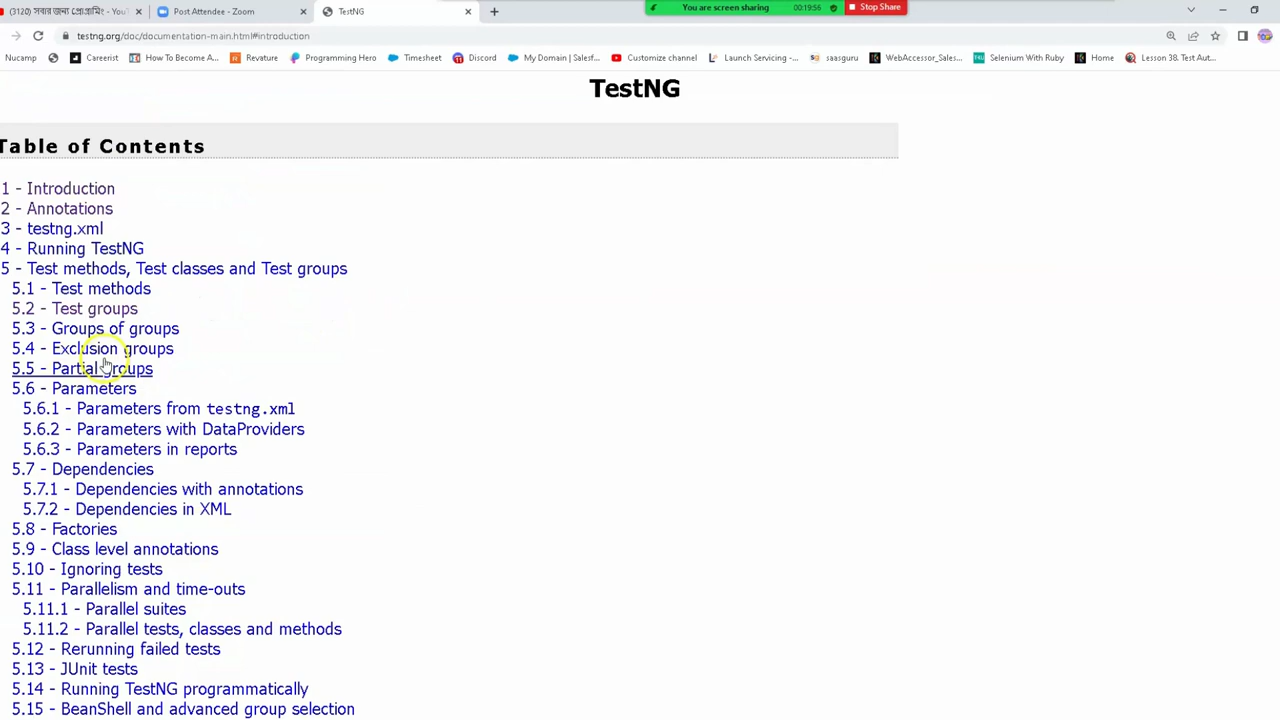 (3120) সবার জন্য প্রোগ্রামিং - YouT
Post Attendee - Zoom
TestNG
You are screen sharing
00:19:56
Stop Share
testng.org/doc/documentation-main.html#introduction
Nucamp
Careerist
How To Become A...
Revature
Programing Hero
Timesheet
Discord
My Domain | Salesf...
Customize channel
Launch Servicing -...
saasguru
WebAccessor_Sales...
Selenium With Ruby
Home
Lesson 38. Test Aut...
TestNG
Table of Contents
1 - Introduction
2 - Annotations
3 - testng.xml
4 - Running TestNG
5 - Test methods, Test classes and Test groups
5.1 - Test methods
5.2 - Test groups
5.3 - Groups of groups
5.4 - Exclusion groups
5.5 - Partial groups
5.6 - Parameters
5.6.1 - Parameters from testng.xml
5.6.2 - Parameters with DataProviders
5.6.3 - Parameters in reports
5.7 - Dependencies
5.7.1 - Dependencies with annotations
5.7.2 - Dependencies in XML
5.8 - Factories
5.9 - Class level annotations
5.10 - Ignoring tests
5.11 - Parallelism and time-outs
5.11.1 - Parallel suites
5.11.2 - Parallel tests, classes and methods
5.12 - Rerunning failed tests
5.13 - JUnit tests
5.14 - Running TestNG programmatically
5.15 - BeanShell and advanced group selection